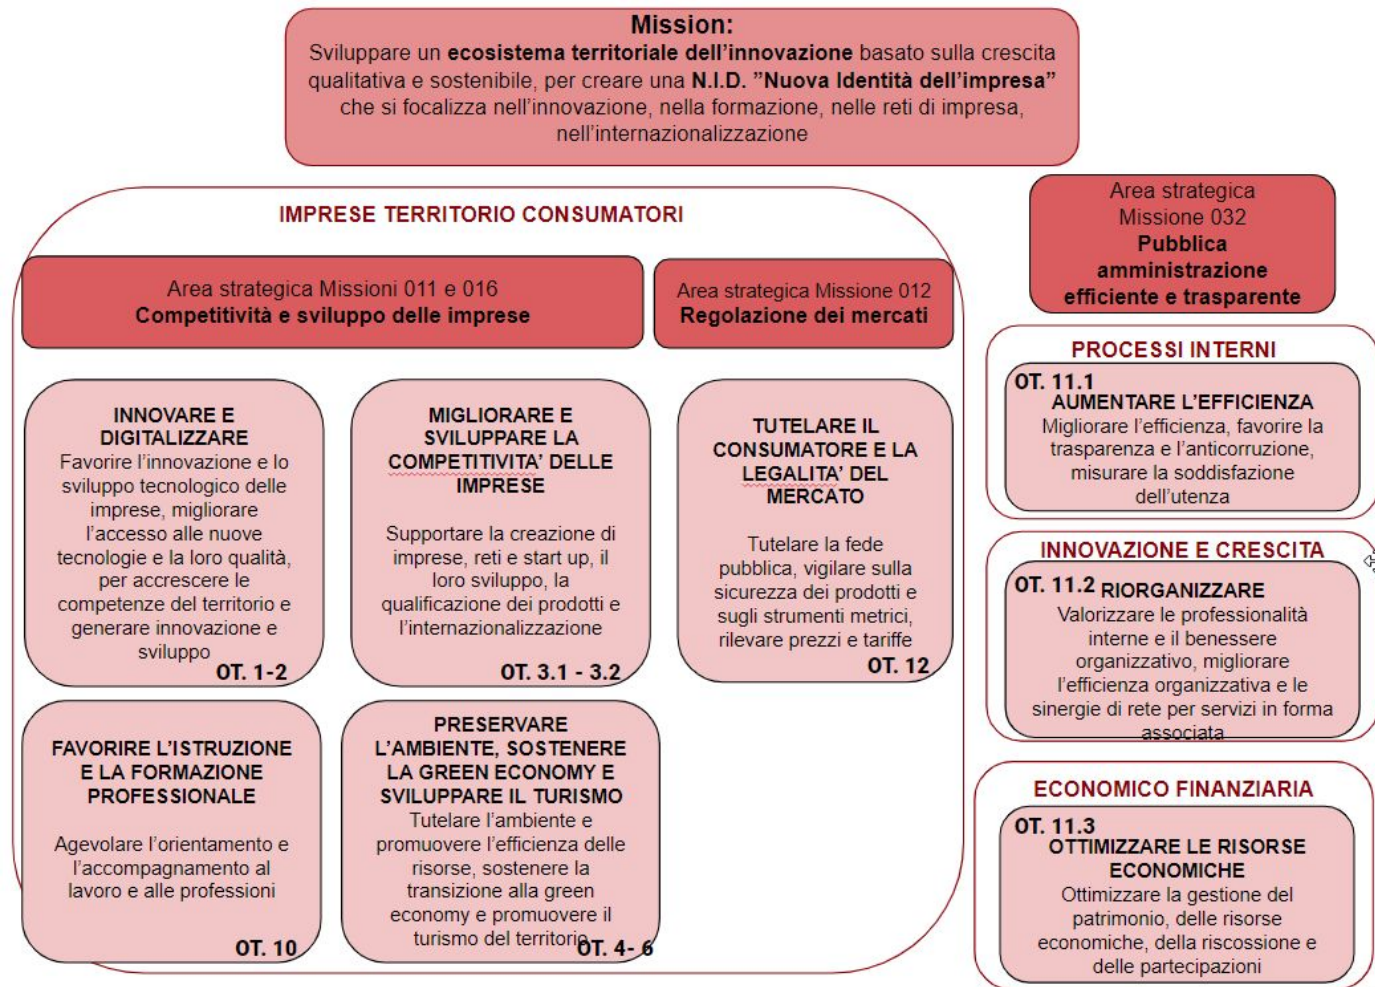 Mission:
Sviluppare un ecosistema territoriale dell'innovazione basato sulla crescita
qualitativa e sostenibile, per creare una N.I.D. ”Nuova Identità dell'impresa”
che si focalizza nell'innovazione, nella formazione, nelle reti di impresa,
nell'internazionalizzazione
IMPRESE TERRITORIO CONSUMATORI
Area strategica Missioni 011 e 016
Competitività e sviluppo delle imprese
Area strategica Missione 012
Regolazione dei mercati
INNOVARE E
DIGITALIZZARE
Favorire l'innovazione e lo
sviluppo tecnologico delle
imprese, migliorare
l'accesso alle nuove
tecnologie e la loro qualità,
per accrescere le
competenze del territorio e
generare innovazione e
sviluppo
OT. 1-2
MIGLIORARE E
SVILUPPARE LA
COMPETITIVITA' DELLE
IMPRESE
Supportare la creazione di
imprese, reti e start up, il
loro sviluppo, la
qualificazione dei prodotti e
l'internazionalizzazione
OT. 3.1 - 3.2
TUTELARE IL
CONSUMATORE E LA
LEGALITA' DEL
MERCATO
Tutelare la fede
pubblica, vigilare sulla
sicurezza dei prodotti e
sugli strumenti metrici,
rilevare prezzi e tariffe
OT. 12
FAVORIRE L'ISTRUZIONE
E LA FORMAZIONE
PROFESSIONALE
Agevolare l'orientamento e
l'accompagnamento al
lavoro e alle professioni
OT. 10
PRESERVARE
L'AMBIENTE, SOSTENERE
LA GREEN ECONOMY E
SVILUPPARE IL TURISMO
Tutelare l'ambiente e
promuovere l'efficienza delle
risorse, sostenere la
transizione alla green
economy e promuovere il
turismo del territorio
OT. 4- 6
Area strategica
Missione 032
Pubblica
amministrazione
efficiente e trasparente
PROCESSI INTERNI
OT. 11.1
AUMENTARE L'EFFICIENZA
Migliorare l'efficienza, favorire la
trasparenza e l'anticorruzione,
misurare la soddisfazione
dell'utenza
INNOVAZIONE E CRESCITA
OT. 11.2 RIORGANIZZARE
Valorizzare le professionalità
interne e il benessere
organizzativo, migliorare
l'efficienza organizzativa e le
sinergie di rete per servizi in forma
associata
ECONOMICO FINANZIARIA
OT. 11.3
OTTIMIZZARE LE RISORSE
ECONOMICHE
Ottimizzare la gestione del
patrimonio, delle risorse
economiche, della riscossione e
delle partecipazioni